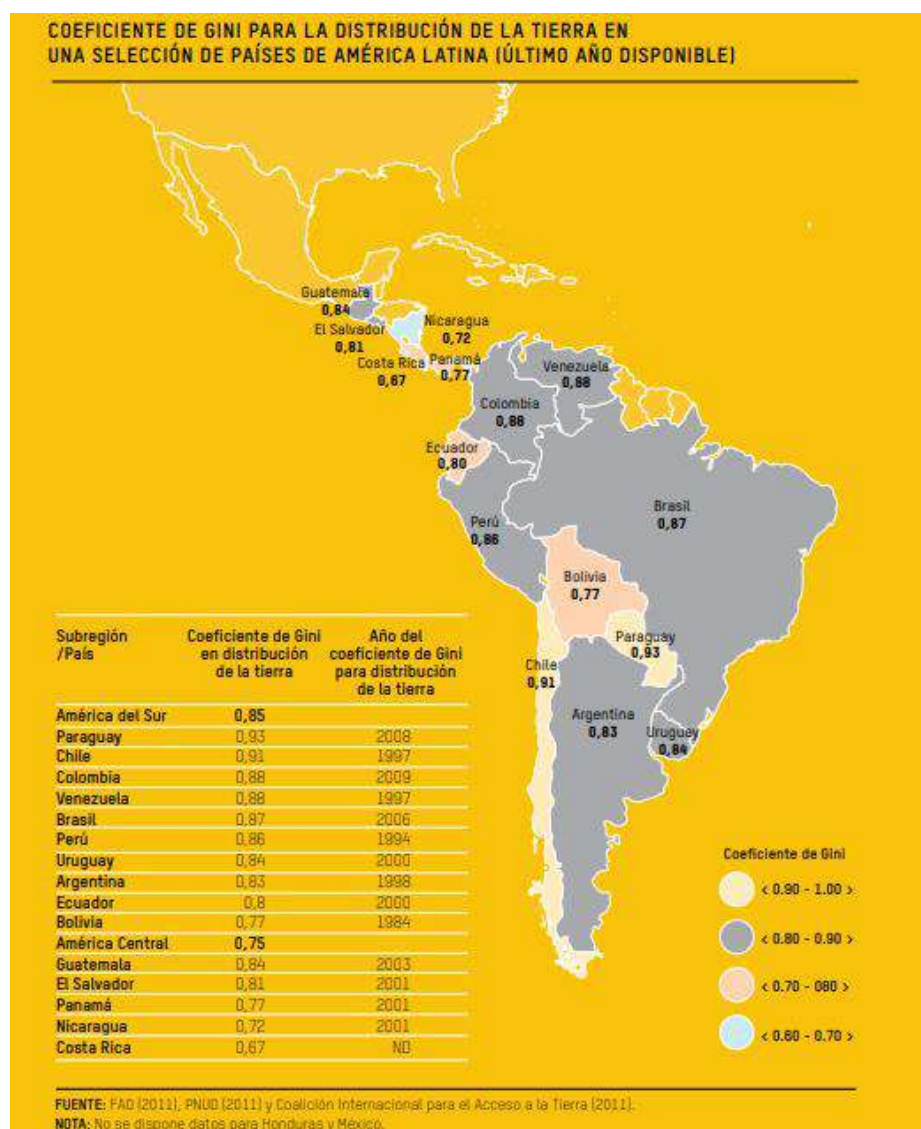 COEFICIENTE DE GINI PARA LA DISTRIBUCIÓN DE LA TIERRA EN
UNA SELECCIÓN DE PAÍSES DE AMÉRICA LATINA (ÚLTIMO AÑO DISPONIBLE)
Guatemala
0,84
El Salvador
0,81
Nicaragua
0,72
Costa Rica
0,67
Panamá
0,77
Venezuela
0,88
Colombia
0,88
Ecuador
0,80
Brasil
0,87
Perú
0,86
Bolivia
0,77
Paraguay
0,93
Chile
0,91
Argentina
0,83
Uruguay
0,84
Subregión
/País
Coeficiente de Gini
en distribución
de la tierra
Año del
coeficiente de Gini
para distribución
de la tierra
América del Sur 0,85
Paraguay 0,93 2008
Chile 0,91 1997
Colombia 0,88 2009
Venezuela 0,88 1997
Brasil 0,87 2006
Perú 0,86 1994
Uruguay 0,84 2000
Argentina 0,83 1998
Ecuador 0,8 2000
Bolivia 0,77 1984
América Central 0,75
Guatemala 0,84 2003
El Salvador 0,81 2001
Panamá 0,77 2001
Nicaragua 0,72 2001
Costa Rica 0,67 ND
Coeficiente de Gini
< 0.90 - 1.00 >
< 0.80 - 0.90 >
< 0.70 - 080 >
< 0.60 - 0.70 >
FUENTE: FAO (2011), PNUD (2011) y Coalición Internacional para el Acceso a la Tierra (2011).
NOTA: No se dispone datos para Honduras y México.